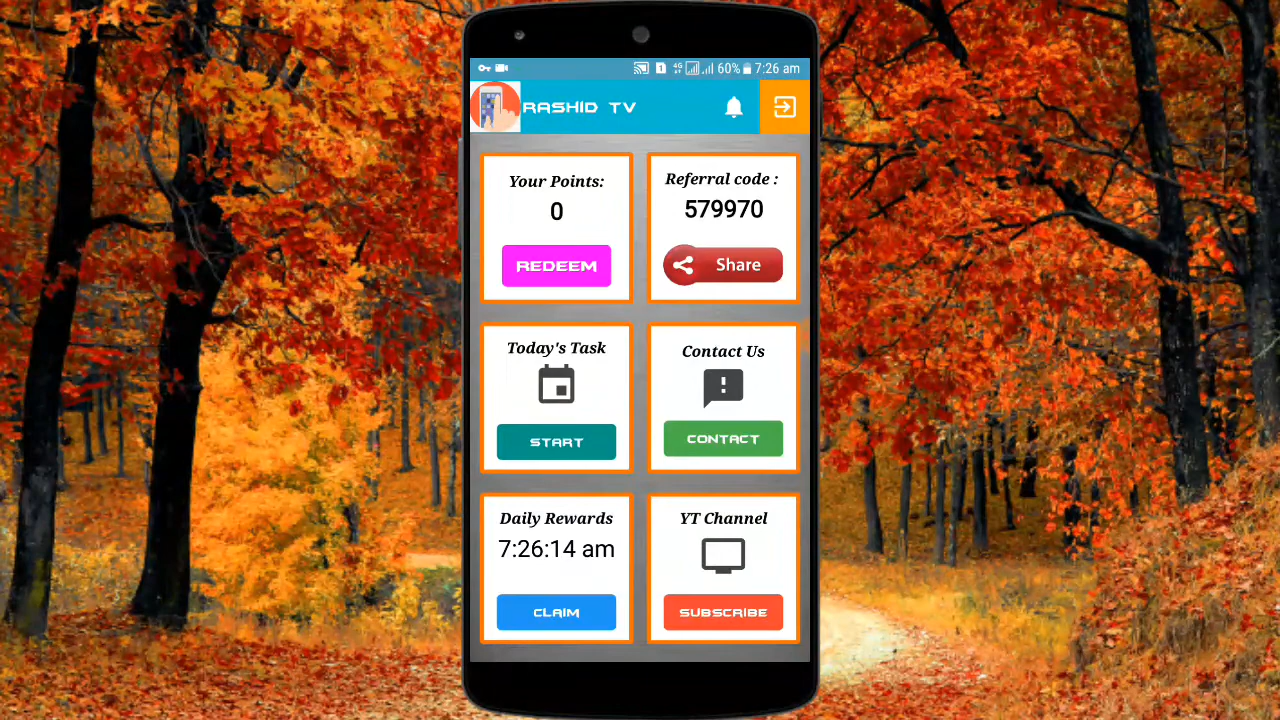 4G 60% 7:26 am
RASHID TV
Your Points:
0
REDEEM
Referral code :
579970
Share
Today's Task
START
Contact Us
CONTACT
Daily Rewards
7:26:14 am
CLAIM
YT Channel
SUBSCRIBE